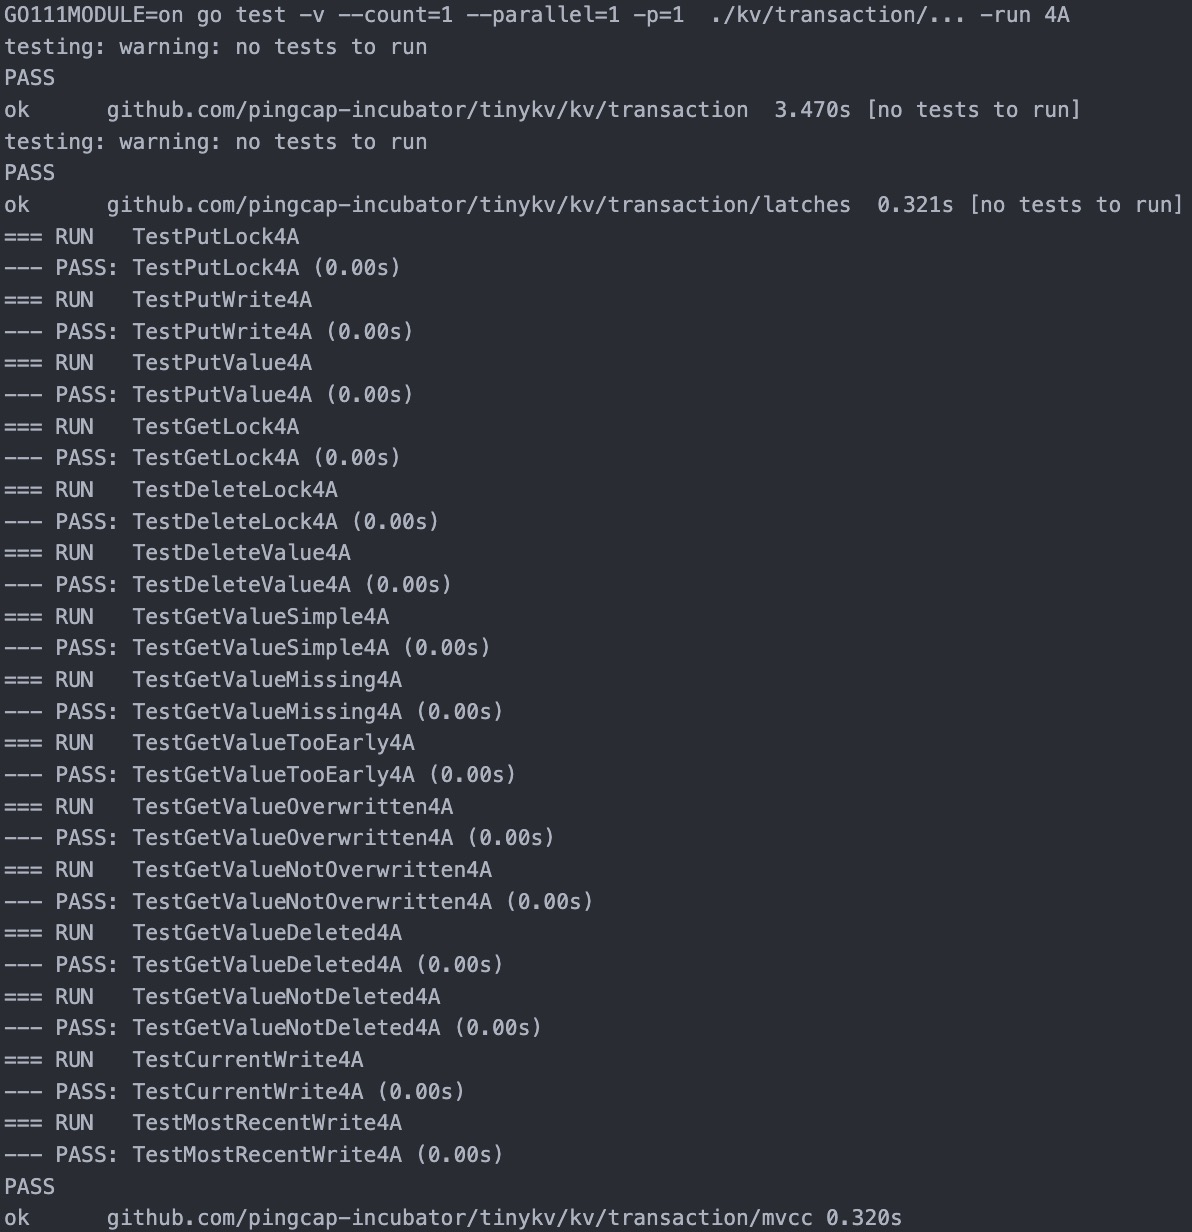 GO111MODULE=on go test -v --count=1 --parallel=1 -p=1  ./kv/transaction/... -run 4A
testing: warning: no tests to run
PASS
ok      github.com/pingcap-incubator/tinykv/kv/transaction  3.470s [no tests to run]
testing: warning: no tests to run
PASS
ok      github.com/pingcap-incubator/tinykv/kv/transaction/latches  0.321s [no tests to run]
=== RUN   TestPutLock4A
--- PASS: TestPutLock4A (0.00s)
=== RUN   TestPutWrite4A
--- PASS: TestPutWrite4A (0.00s)
=== RUN   TestPutValue4A
--- PASS: TestPutValue4A (0.00s)
=== RUN   TestGetLock4A
--- PASS: TestGetLock4A (0.00s)
=== RUN   TestDeleteLock4A
--- PASS: TestDeleteLock4A (0.00s)
=== RUN   TestDeleteValue4A
--- PASS: TestDeleteValue4A (0.00s)
=== RUN   TestGetValueSimple4A
--- PASS: TestGetValueSimple4A (0.00s)
=== RUN   TestGetValueMissing4A
--- PASS: TestGetValueMissing4A (0.00s)
=== RUN   TestGetValueTooEarly4A
--- PASS: TestGetValueTooEarly4A (0.00s)
=== RUN   TestGetValueOverwritten4A
--- PASS: TestGetValueOverwritten4A (0.00s)
=== RUN   TestGetValueNotOverwritten4A
--- PASS: TestGetValueNotOverwritten4A (0.00s)
=== RUN   TestGetValueDeleted4A
--- PASS: TestGetValueDeleted4A (0.00s)
=== RUN   TestGetValueNotDeleted4A
--- PASS: TestGetValueNotDeleted4A (0.00s)
=== RUN   TestCurrentWrite4A
--- PASS: TestCurrentWrite4A (0.00s)
=== RUN   TestMostRecentWrite4A
--- PASS: TestMostRecentWrite4A (0.00s)
PASS
ok      github.com/pingcap-incubator/tinykv/kv/transaction/mvcc 0.320s